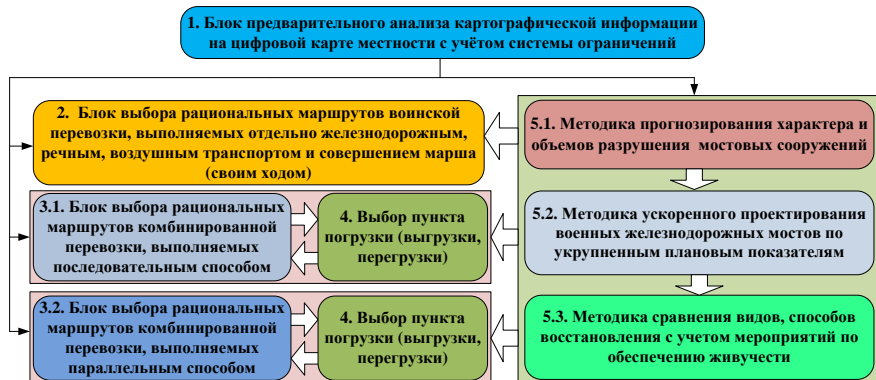 1. Блок предварительного анализа картографической информации
на цифровой карте местности с учётом системы ограничений
2. Блок выбора рациональных маршрутов воинской
перевозки, выполняемых отдельно железнодорожным,
речным, воздушным транспортом и совершением марша
(своим ходом)
5.1. Методика прогнозирования характера и
объемов разрушения мостовых сооружений
3.1. Блок выбора рациональных
маршрутов комбинированной
перевозки, выполняемых
последовательным способом
4. Выбор пункта
погрузки (выгрузки,
перегрузки)
5.2. Методика ускоренного проектирования
военных железнодорожных мостов по
укрупненным плановым показателям
3.2. Блок выбора рациональных
маршрутов комбинированной
перевозки, выполняемых
параллельным способом
4. Выбор пункта
погрузки (выгрузки,
перегрузки)
5.3. Методика сравнения видов, способов
восстановления с учетом мероприятий по
обеспечению живучести